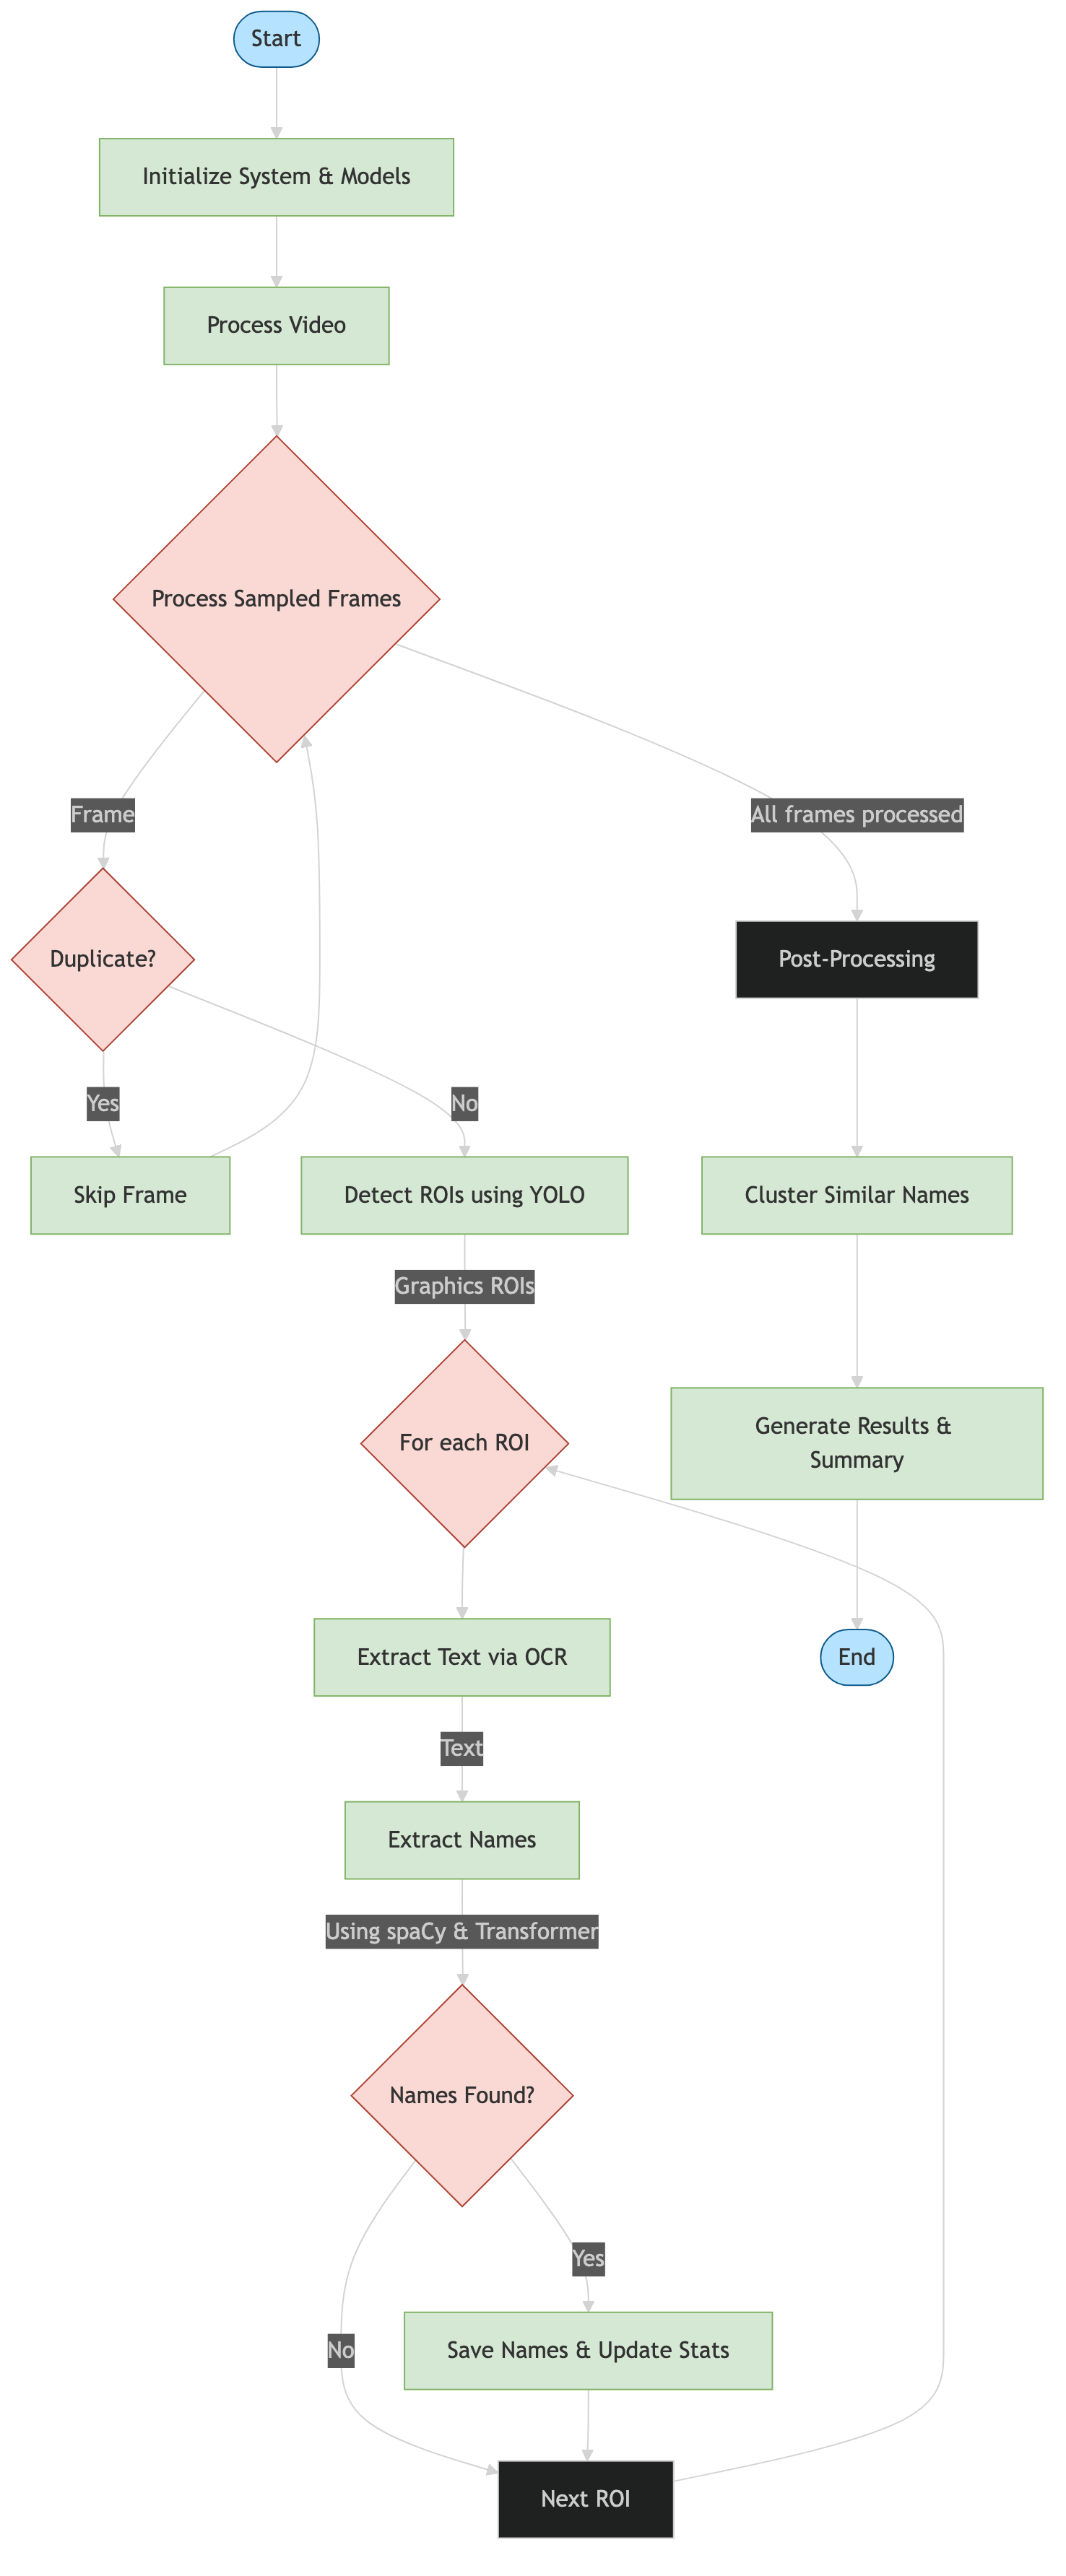 Start
Initialize System & Models
Process Video
Process Sampled Frames
Frame
All frames processed
Duplicate?
Post-Processing
Yes
No
Skip Frame
Detect ROIs using YOLO
Cluster Similar Names
Graphics ROIs
For each ROI
Generate Results &
Summary
Extract Text via OCR
End
Text
Extract Names
Using spaCy & Transformer
Names Found?
Yes
No
Save Names & Update Stats
Next ROI